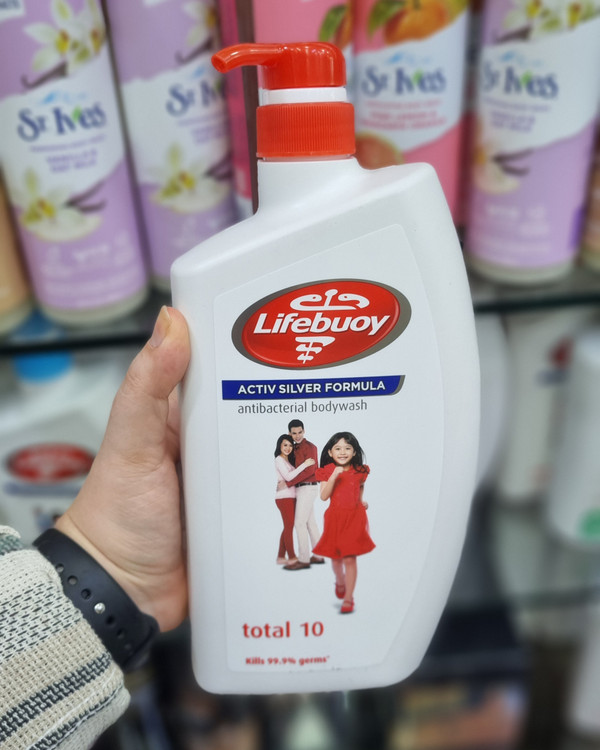 St Ives
St Ives
St Ives
St Ives
Lifebuoy
ACTIV SILVER FORMULA
antibacterial bodywash
total 10
Kills 99.9% germs*